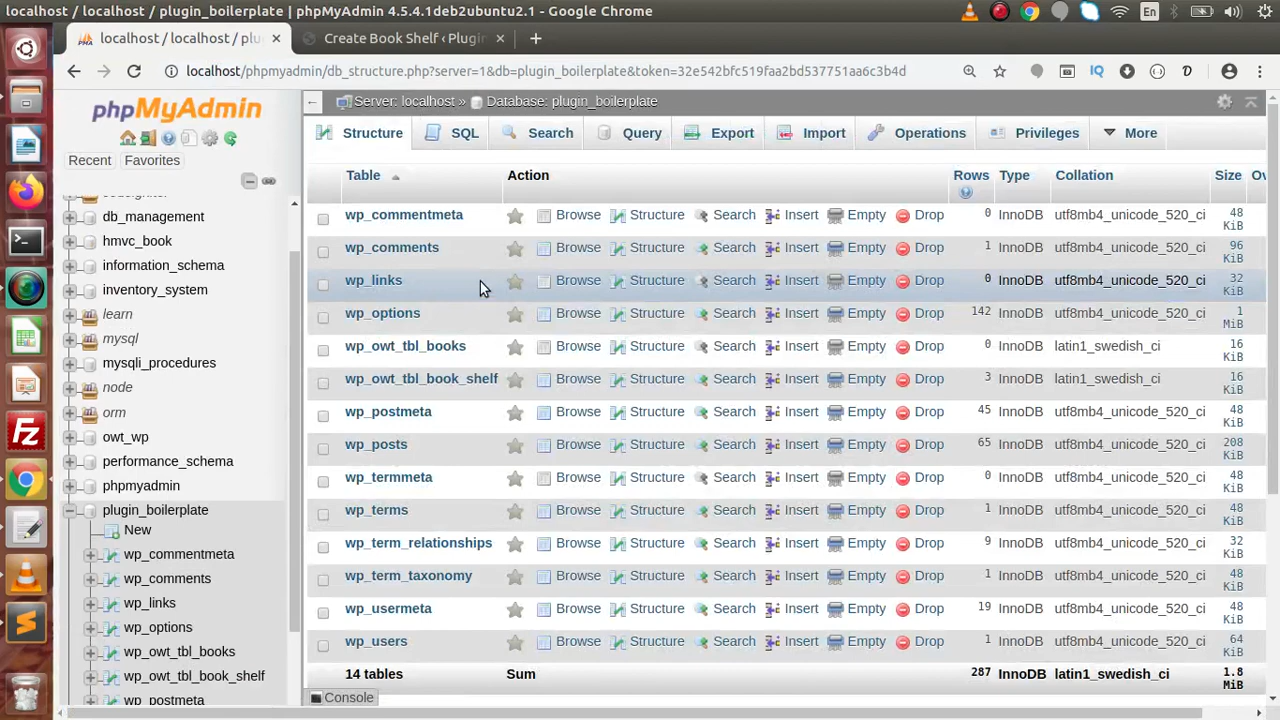 localhost / localhost / plugin_boilerplate | phpMyAdmin 4.5.4.1deb2ubuntu2.1 - Google Chrome
En
localhost / localhost / plu
Create Book Shelf ‹ Plugin
localhost/phpmyadmin/db_structure.php?server=1&db=plugin_boilerplate&token=32e542bfc519faa2bd537751aa6c3b4d
IQ
phpMyAdmin
Recent Favorites
db_management
hmvc_book
information_schema
inventory_system
learn
mysql
mysqli_procedures
node
orm
owt_wp
performance_schema
phpmyadmin
plugin_boilerplate
New
wp_commentmeta
wp_comments
wp_links
wp_options
wp_owt_tbl_books
wp_owt_tbl_book_shelf
wp_postmeta
Server: localhost » Database: plugin_boilerplate
Structure SQL Search Query Export Import Operations Privileges More
Table Action Rows Type Collation Size Ov
wp_commentmeta Browse Structure Search Insert Empty Drop 0 InnoDB utf8mb4_unicode_520_ci 48 KiB
wp_comments Browse Structure Search Insert Empty Drop 1 InnoDB utf8mb4_unicode_520_ci 96 KiB
wp_links Browse Structure Search Insert Empty Drop 0 InnoDB utf8mb4_unicode_520_ci 32 KiB
wp_options Browse Structure Search Insert Empty Drop 142 InnoDB utf8mb4_unicode_520_ci 1 MiB
wp_owt_tbl_books Browse Structure Search Insert Empty Drop 0 InnoDB latin1_swedish_ci 16 KiB
wp_owt_tbl_book_shelf Browse Structure Search Insert Empty Drop 3 InnoDB latin1_swedish_ci 16 KiB
wp_postmeta Browse Structure Search Insert Empty Drop 45 InnoDB utf8mb4_unicode_520_ci 48 KiB
wp_posts Browse Structure Search Insert Empty Drop 65 InnoDB utf8mb4_unicode_520_ci 208 KiB
wp_termmeta Browse Structure Search Insert Empty Drop 0 InnoDB utf8mb4_unicode_520_ci 48 KiB
wp_terms Browse Structure Search Insert Empty Drop 1 InnoDB utf8mb4_unicode_520_ci 48 KiB
wp_term_relationships Browse Structure Search Insert Empty Drop 9 InnoDB utf8mb4_unicode_520_ci 32 KiB
wp_term_taxonomy Browse Structure Search Insert Empty Drop 1 InnoDB utf8mb4_unicode_520_ci 48 KiB
wp_usermeta Browse Structure Search Insert Empty Drop 19 InnoDB utf8mb4_unicode_520_ci 48 KiB
wp_users Browse Structure Search Insert Empty Drop 1 InnoDB utf8mb4_unicode_520_ci 64 KiB
14 tables Sum 287 InnoDB latin1_swedish_ci 1.8 MiB
Console